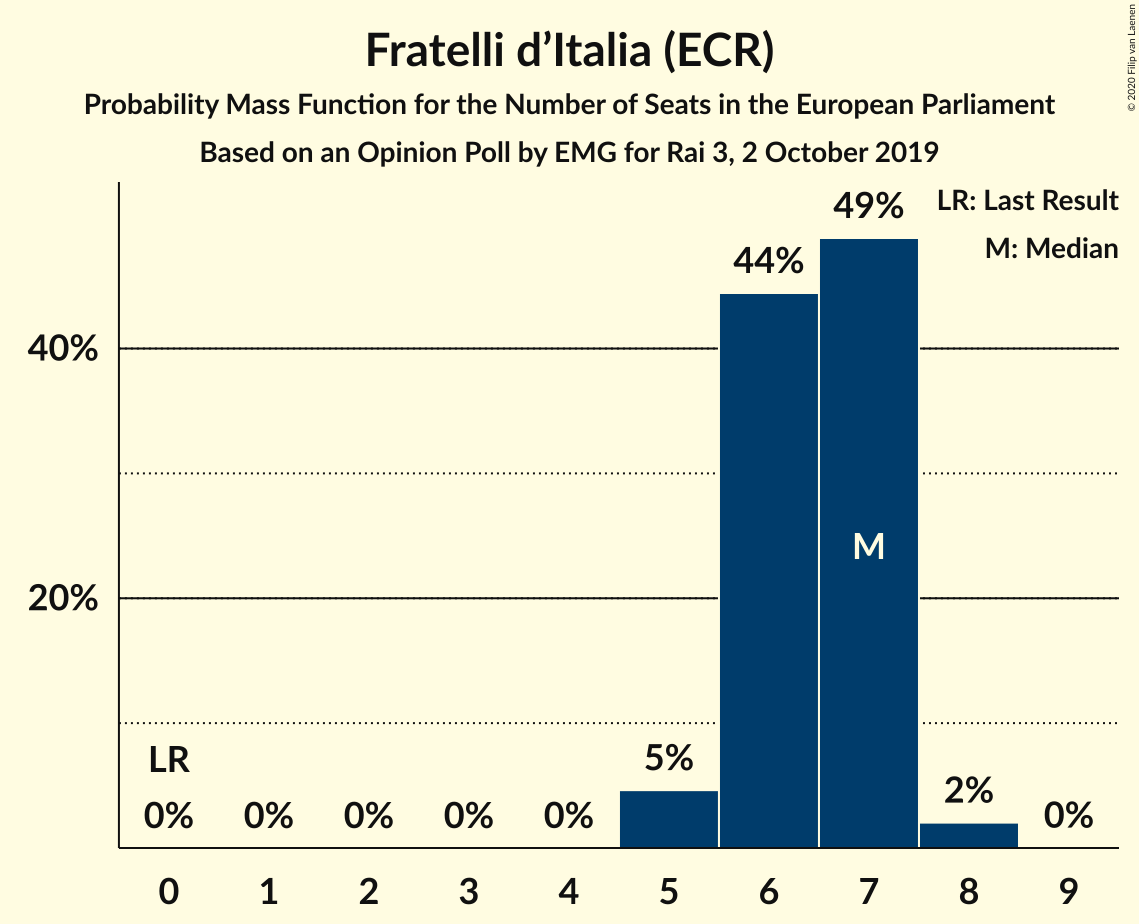 Fratelli d’Italia (ECR)
Probability Mass Function for the Number of Seats in the European Parliament
Based on an Opinion Poll by EMG for Rai 3, 2 October 2019
© 2020 Filip van Laenen
LR: Last Result
M: Median
49%
44%
40%
M
20%
LR
5%
2%
0% 0% 0% 0% 0% 0%
0 1 2 3 4 5 6 7 8 9